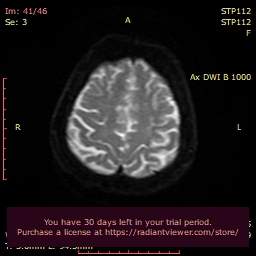 Im: 41/46
Se: 3
STP112
STP112
F
A
Ax DWI B 1000
R
L
You have 30 days left in your trial period.
Purchase a license at https://radiantviewer.com/store/